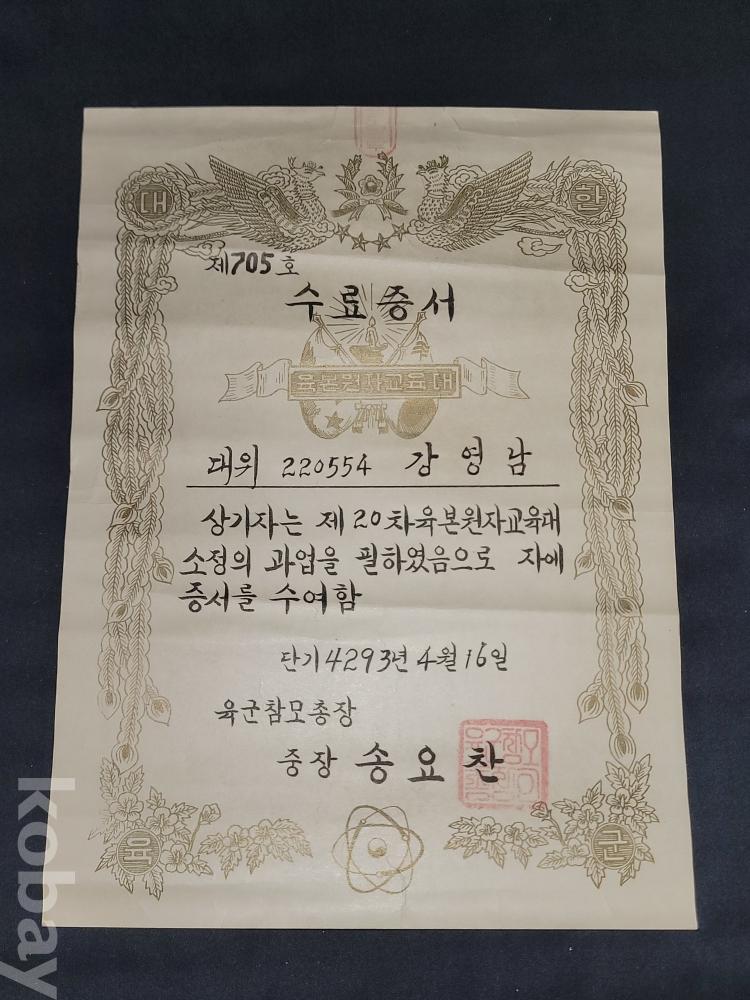 대 한
제705호
수료증서
육본원자교육대
대위 220554 강영남
상기자는 제20차육본원자교육대
소정의 과업을 필하였음으로 자에
증서를 수여함
단기4293년4월16일
육군참모총장
중장 송요찬
육 군
kobay